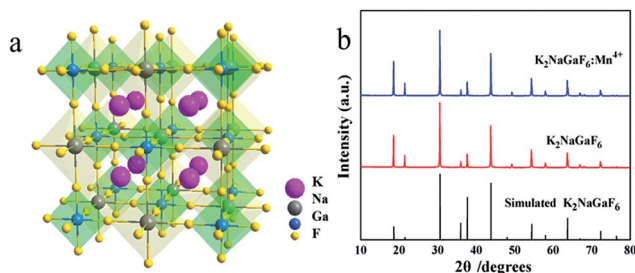 a
K
Na
Ga
F
b
Intensity (a.u.)
K₂NaGaF₆:Mn⁴⁺
K₂NaGaF₆
Simulated K₂NaGaF₆
10 20 30 40 50 60 70 80
2θ /degrees